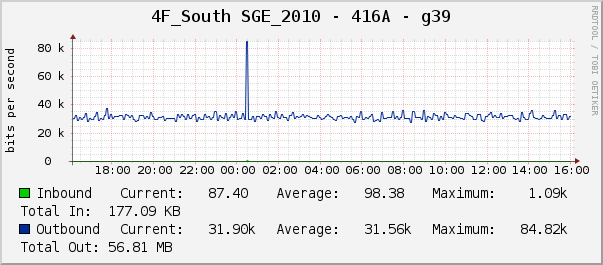 4F_South SGE_2010 - 416A - g39
RRDTOOL / TOBI OETIKER
bits per second
80 k
60 k
40 k
20 k
0
18:00 20:00 22:00 00:00 02:00 04:00 06:00 08:00 10:00 12:00 14:00 16:00
Inbound Current: 87.40 Average: 98.38 Maximum: 1.09k
Total In: 177.09 KB
Outbound Current: 31.90k Average: 31.56k Maximum: 84.82k
Total Out: 56.81 MB